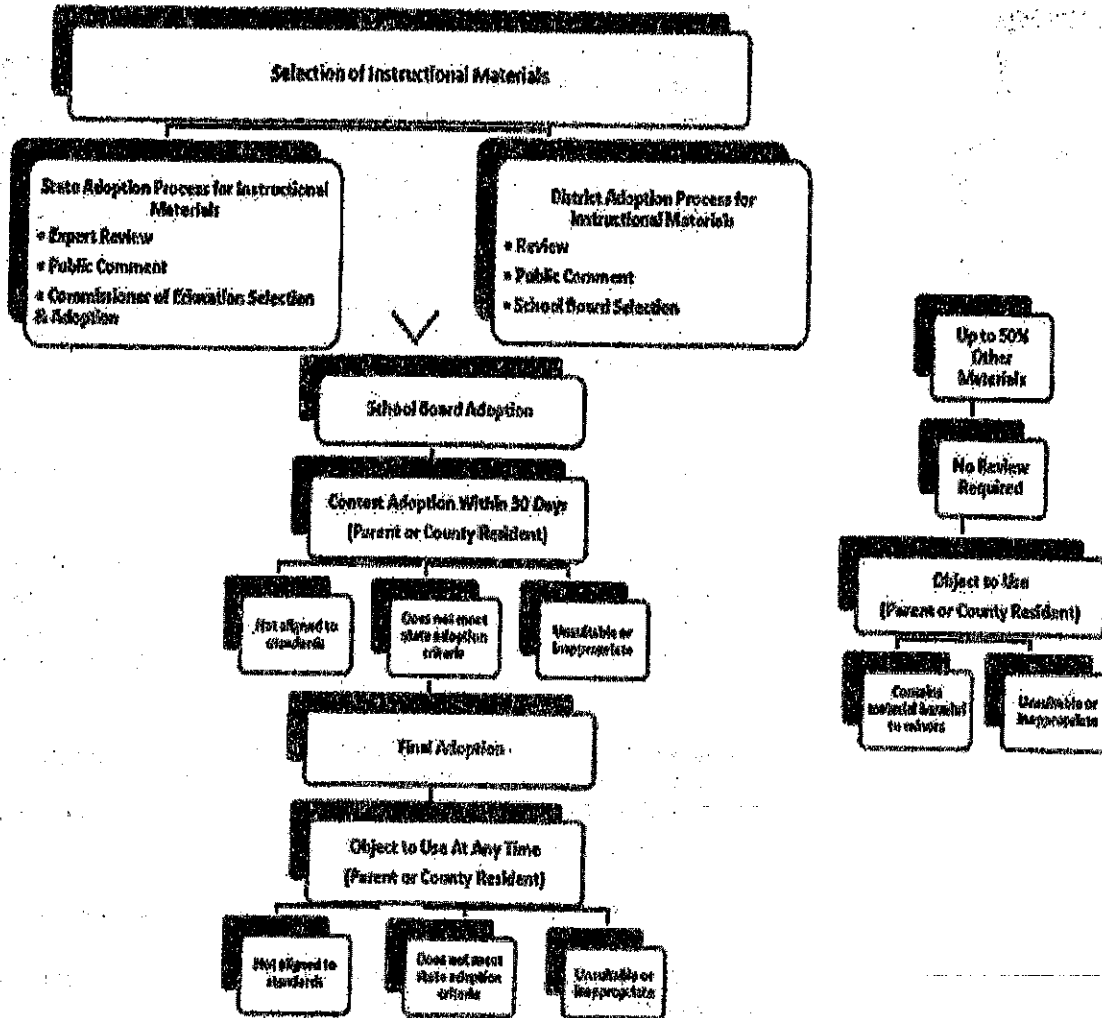 Selection of Instructional Materials
State Adoption Process for Instructional
Materials
• Expert Review
• Public Comment
• Commissioner of Education Selection
& Adoption
District Adoption Process for
Instructional Materials
• Review
• Public Comment
• School Board Selection
School Board Adoption
Contest Adoption Within 30 Days
(Parent or County Resident)
Not aligned to
standards
Does not meet
state adoption
criteria
Unsuitable or
Inappropriate
Final Adoption
Object to Use At Any Time
(Parent or County Resident)
Not aligned to
standards
Does not meet
state adoption
criteria
Unsuitable or
Inappropriate
Up to 50%
Other
Materials
No Review
Required
Object to Use
(Parent or County Resident)
Contains
material harmful
to minors
Unsuitable or
Inappropriate